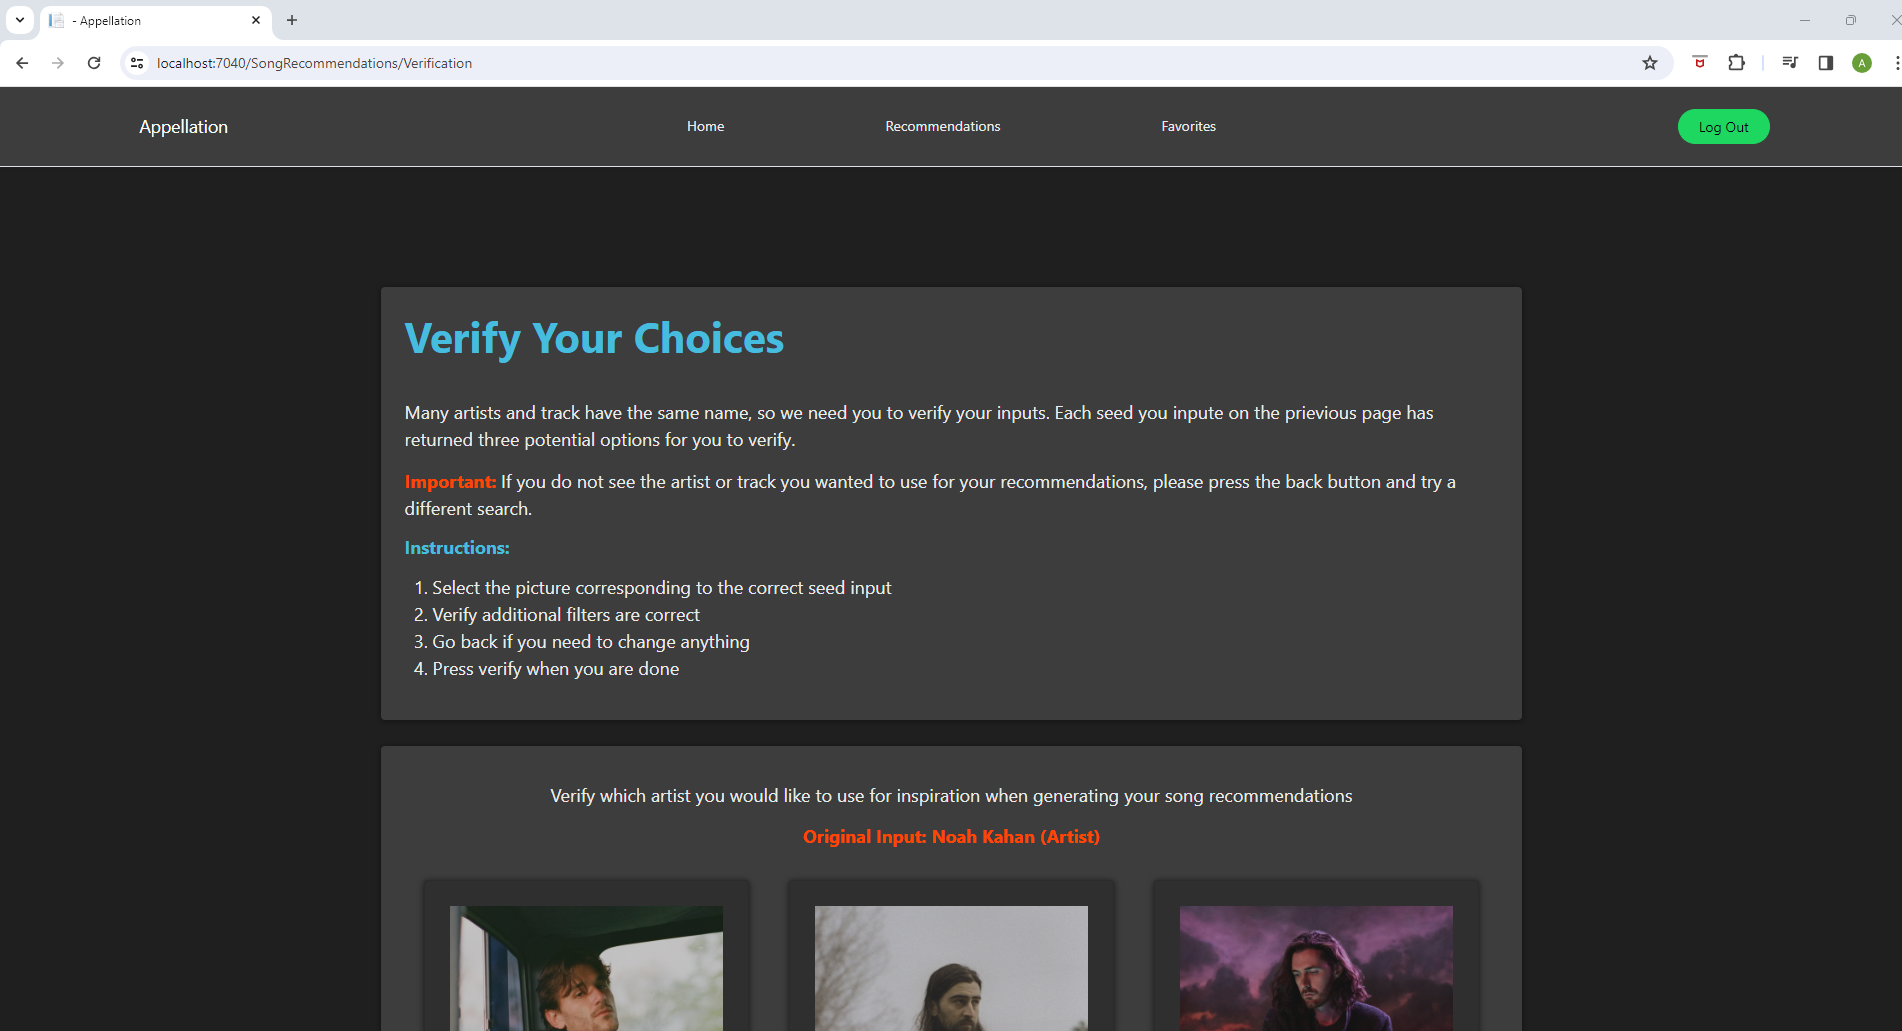 - Appellation
localhost:7040/SongRecommendations/Verification
A
Appellation
Home
Recommendations
Favorites
Log Out
Verify Your Choices
Many artists and track have the same name, so we need you to verify your inputs. Each seed you inpute on the prievious page has
returned three potential options for you to verify.
Important: If you do not see the artist or track you wanted to use for your recommendations, please press the back button and try a
different search.
Instructions:
1. Select the picture corresponding to the correct seed input
2. Verify additional filters are correct
3. Go back if you need to change anything
4. Press verify when you are done
Verify which artist you would like to use for inspiration when generating your song recommendations
Original Input: Noah Kahan (Artist)